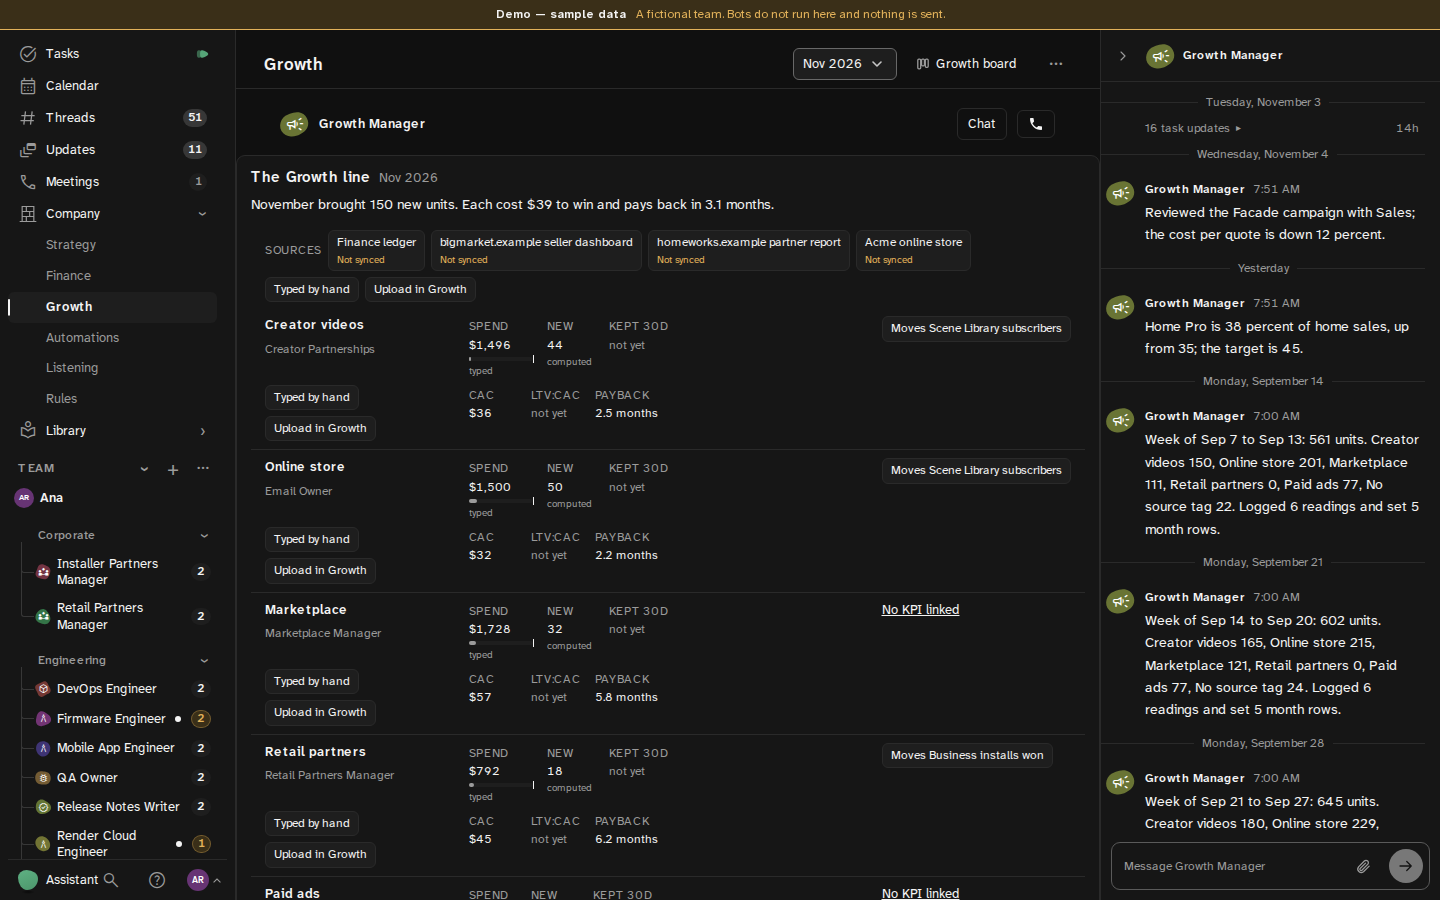 Demo — sample data A fictional team. Bots do not run here and nothing is sent.
Tasks
Calendar
Threads 51
Updates 11
Meetings 1
Company
Strategy
Finance
Growth
Automations
Listening
Rules
Library
TEAM
AR Ana
Corporate
Installer Partners
Manager 2
Retail Partners
Manager 2
Engineering
DevOps Engineer 2
Firmware Engineer 2
Mobile App Engineer 2
QA Owner 2
Release Notes Writer 2
Render Cloud
Engineer 1
Assistant AR
Growth
Nov 2026
Growth board
Growth Manager
Chat
The Growth line Nov 2026
November brought 150 new units. Each cost $39 to win and pays back in 3.1 months.
SOURCES
Finance ledger
Not synced
bigmarket.example seller dashboard
Not synced
homeworks.example partner report
Not synced
Acme online store
Not synced
Typed by hand
Upload in Growth
Creator videos
Creator Partnerships
SPEND NEW KEPT 30D
$1,496 44 not yet
typed computed
Moves Scene Library subscribers
Typed by hand
Upload in Growth
CAC LTV:CAC PAYBACK
$36 not yet 2.5 months
Online store
Email Owner
SPEND NEW KEPT 30D
$1,500 50 not yet
typed computed
Moves Scene Library subscribers
Typed by hand
Upload in Growth
CAC LTV:CAC PAYBACK
$32 not yet 2.2 months
Marketplace
Marketplace Manager
SPEND NEW KEPT 30D
$1,728 32 not yet
typed computed
No KPI linked
Typed by hand
Upload in Growth
CAC LTV:CAC PAYBACK
$57 not yet 5.8 months
Retail partners
Retail Partners Manager
SPEND NEW KEPT 30D
$792 18 not yet
typed computed
Moves Business installs won
Typed by hand
Upload in Growth
CAC LTV:CAC PAYBACK
$45 not yet 6.2 months
Paid ads
SPEND NEW KEPT 30D
No KPI linked
Growth Manager
Tuesday, November 3
16 task updates 14h
Wednesday, November 4
Growth Manager 7:51 AM
Reviewed the Facade campaign with Sales;
the cost per quote is down 12 percent.
Yesterday
Growth Manager 7:51 AM
Home Pro is 38 percent of home sales, up
from 35; the target is 45.
Monday, September 14
Growth Manager 7:00 AM
Week of Sep 7 to Sep 13: 561 units. Creator
videos 150, Online store 201, Marketplace
111, Retail partners 0, Paid ads 77, No
source tag 22. Logged 6 readings and set 5
month rows.
Monday, September 21
Growth Manager 7:00 AM
Week of Sep 14 to Sep 20: 602 units.
Creator videos 165, Online store 215,
Marketplace 121, Retail partners 0, Paid
ads 77, No source tag 24. Logged 6
readings and set 5 month rows.
Monday, September 28
Growth Manager 7:00 AM
Week of Sep 21 to Sep 27: 645 units.
Creator videos 180, Online store 229,
Message Growth Manager